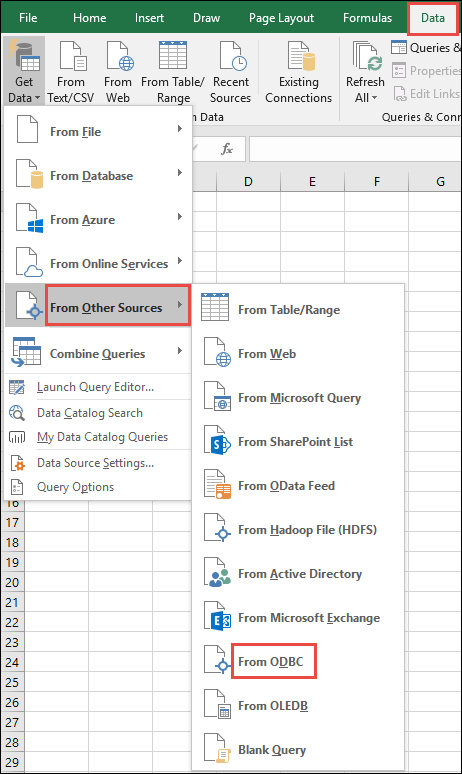 File Home Insert Draw Page Layout Formulas Data
Get Data
From Text/CSV
From Web
From Table/ Range
Recent Sources
Existing Connections
Refresh All
Queries &
Properties
Edit Links
Data
Queries & Conn
fx
D E F G
From File
From Database
From Azure
From Online Services
From Other Sources
Combine Queries
Launch Query Editor...
Data Catalog Search
My Data Catalog Queries
Data Source Settings...
Query Options
From Table/Range
From Web
From Microsoft Query
From SharePoint List
From OData Feed
From Hadoop File (HDFS)
From Active Directory
From Microsoft Exchange
From ODBC
From OLEDB
Blank Query
16
17
18
19
20
21
22
23
24
25
26
27
28
29